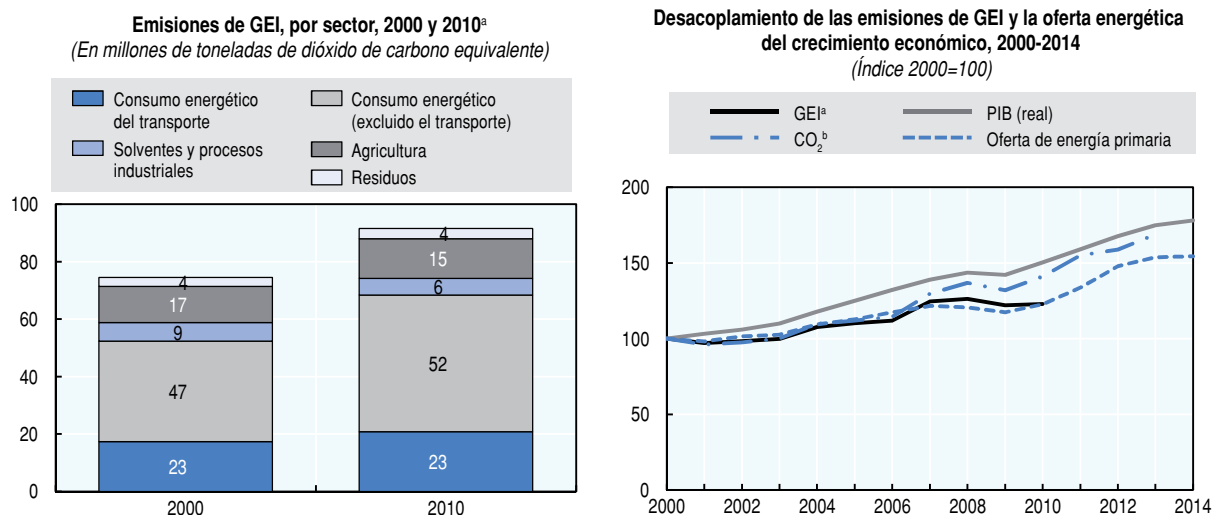 Emisiones de GEI, por sector, 2000 y 2010ª
(En millones de toneladas de dióxido de carbono equivalente)
Consumo energético
del transporte
Consumo energético
(excluido el transporte)
Solventes y procesos
industriales
Agricultura
Residuos
100
80
60
40
20
0
4
17
9
47
23
4
15
6
52
23
2000
2010
Desacoplamiento de las emisiones de GEI y la oferta energética
del crecimiento económico, 2000-2014
(Índice 2000=100)
GEIª
PIB (real)
CO₂ᵇ
Oferta de energía primaria
200
150
100
50
0
2000 2002 2004 2006 2008 2010 2012 2014